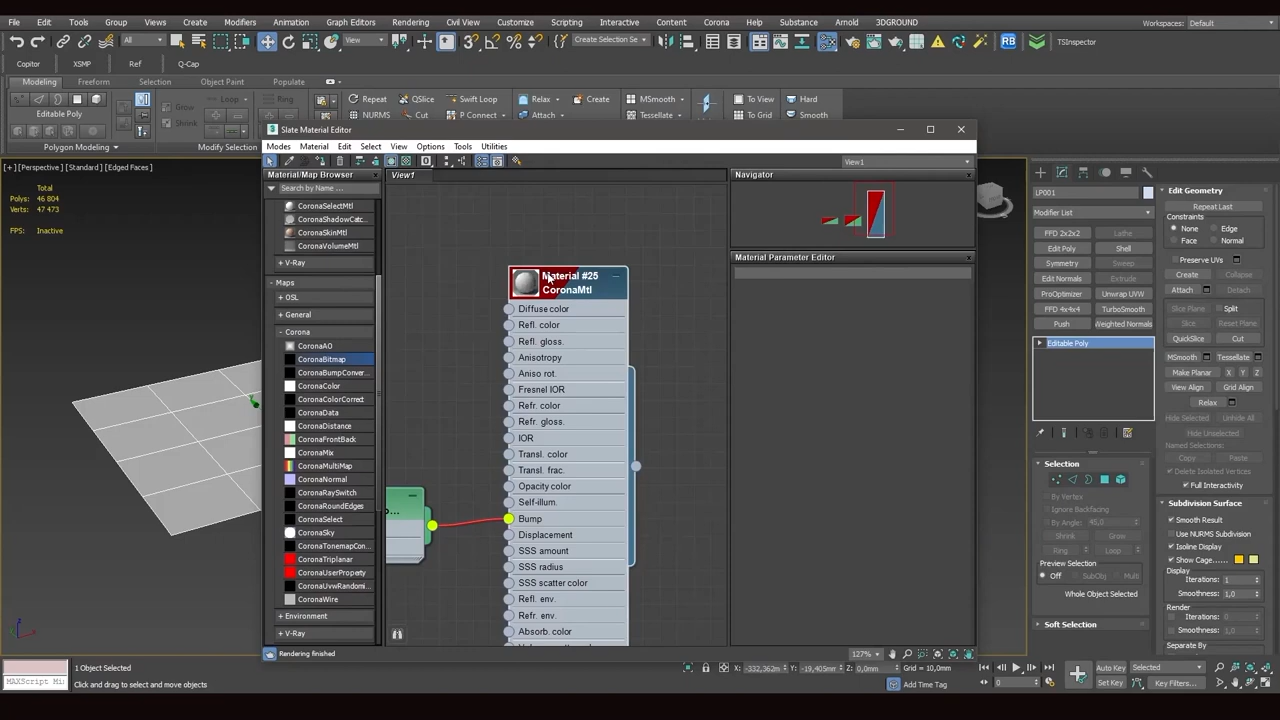 File Edit Tools Group Views Create Modifiers Animation Graph Editors Rendering Civil View Customize Scripting Interactive Content Corona Help Substance Arnold 3DGROUND Workspaces: Default
All View Create Selection Se RB TSInspector
Copitor XSMP Ref Q-Cap
Modeling Freeform Selection Object Paint Populate
Grow Loop Ring Repeat QSlice Swift Loop Relax Create MSmooth To View Hard
Editable Poly Shrink NURMS Cut P Connect Attach Tessellate To Grid Smooth
Polygon Modeling Modify Selection
Slate Material Editor
Modes Material Edit Select View Options Tools Utilities
View1
[+] [Perspective] [Standard] [Edged Faces]
Total
Polys: 46 804
Verts: 47 473
FPS: Inactive
Material/Map Browser
Search by Name ...
CoronaSelectMtl
CoronaShadowCatc...
CoronaSkinMtl
CoronaVolumeMtl
+ V-Ray
- Maps
+ OSL
+ General
- Corona
CoronaAO
CoronaBitmap
CoronaBumpConver...
CoronaColor
CoronaColorCorrect
CoronaData
CoronaDistance
CoronaFrontBack
CoronaMix
CoronaMultiMap
CoronaNormal
CoronaRaySwitch
CoronaRoundEdges
CoronaSelect
CoronaSky
CoronaTonemapCon...
CoronaTriplanar
CoronaUserProperty
CoronaUvwRandomi...
CoronaWire
+ Environment
+ V-Ray
Rendering finished
View1
Material #25
CoronaMtl
Diffuse color
Refl. color
Refl. gloss.
Anisotropy
Aniso rot.
Fresnel IOR
Refr. color
Refr. gloss.
IOR
Transl. color
Transl. frac.
Opacity color
Self-illum.
Bump
Displacement
SSS amount
SSS radius
SSS scatter color
Refl. env.
Refr. env.
Absorb. color
127%
Navigator
Material Parameter Editor
LP001
Modifier List
FFD 2x2x2 Lathe
Edit Poly Shell
Symmetry FFD 3x3x3
Edit Normals Chamfer
ProOptimizer Unwrap UVW
FFD 4x4x4 TurboSmooth
Push Weighted Normals
Editable Poly
Selection
By Vertex
Ignore Backfacing
By Angle: 45,0
Shrink Grow
Ring Loop
Preview Selection
Off SubObj Multi
Whole Object Selected
Edit Geometry
Repeat Last
Constraints
None Edge
Face Normal
Preserve UVs
Create Collapse
Attach Detach
Slice Plane Split
Slice Reset Plane
QuickSlice Cut
MSmooth Tessellate
Make Planar X Y Z
View Align Grid Align
Relax
Hide Selected Unhide All
Hide Unselected
Named Selections:
Copy Paste
Delete Isolated Vertices
Full Interactivity
Subdivision Surface
Smooth Result
Use NURMS Subdivision
Isoline Display
Show Cage......
Display
Iterations: 1
Smoothness: 1,0
Render
Iterations: 0
Smoothness: 1,0
Separate By
Soft Selection
MAXScript Mi
1 Object Selected
Click and drag to select and move objects
X: -332,362m Y: -19,405mm Z: 0,0mm Grid = 10,0mm
Add Time Tag
0
Auto Key Selected
Set Key Key Filters...